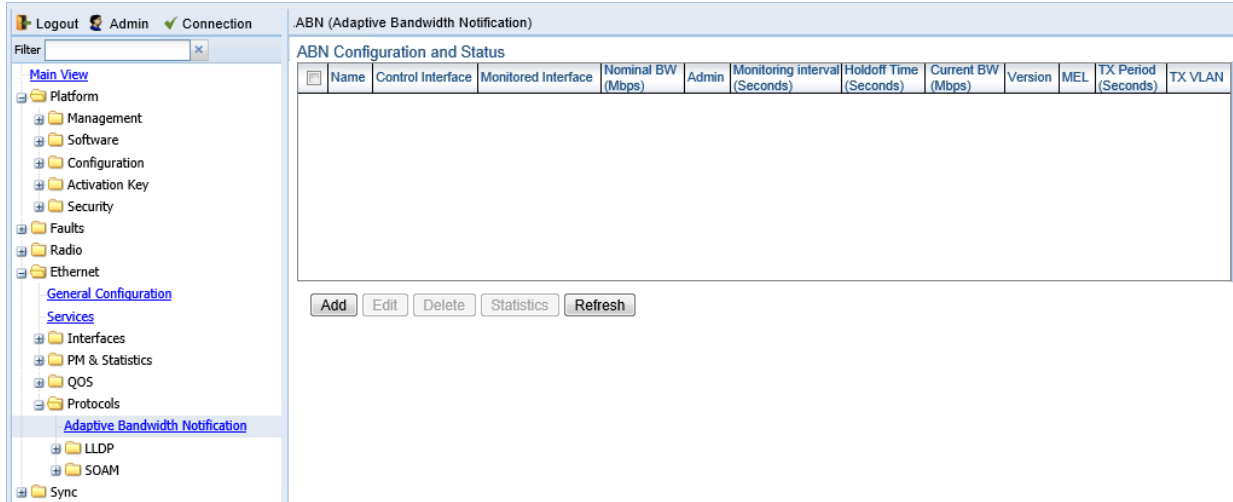 Logout Admin Connection
Filter
Main View
Platform
Management
Software
Configuration
Activation Key
Security
Faults
Radio
Ethernet
General Configuration
Services
Interfaces
PM & Statistics
QOS
Protocols
Adaptive Bandwidth Notification
LLDP
SOAM
Sync
.ABN (Adaptive Bandwidth Notification)
ABN Configuration and Status
Name Control Interface Monitored Interface Nominal BW (Mbps) Admin Monitoring interval (Seconds) Holdoff Time (Seconds) Current BW (Mbps) Version MEL TX Period (Seconds) TX VLAN
Add Edit Delete Statistics Refresh